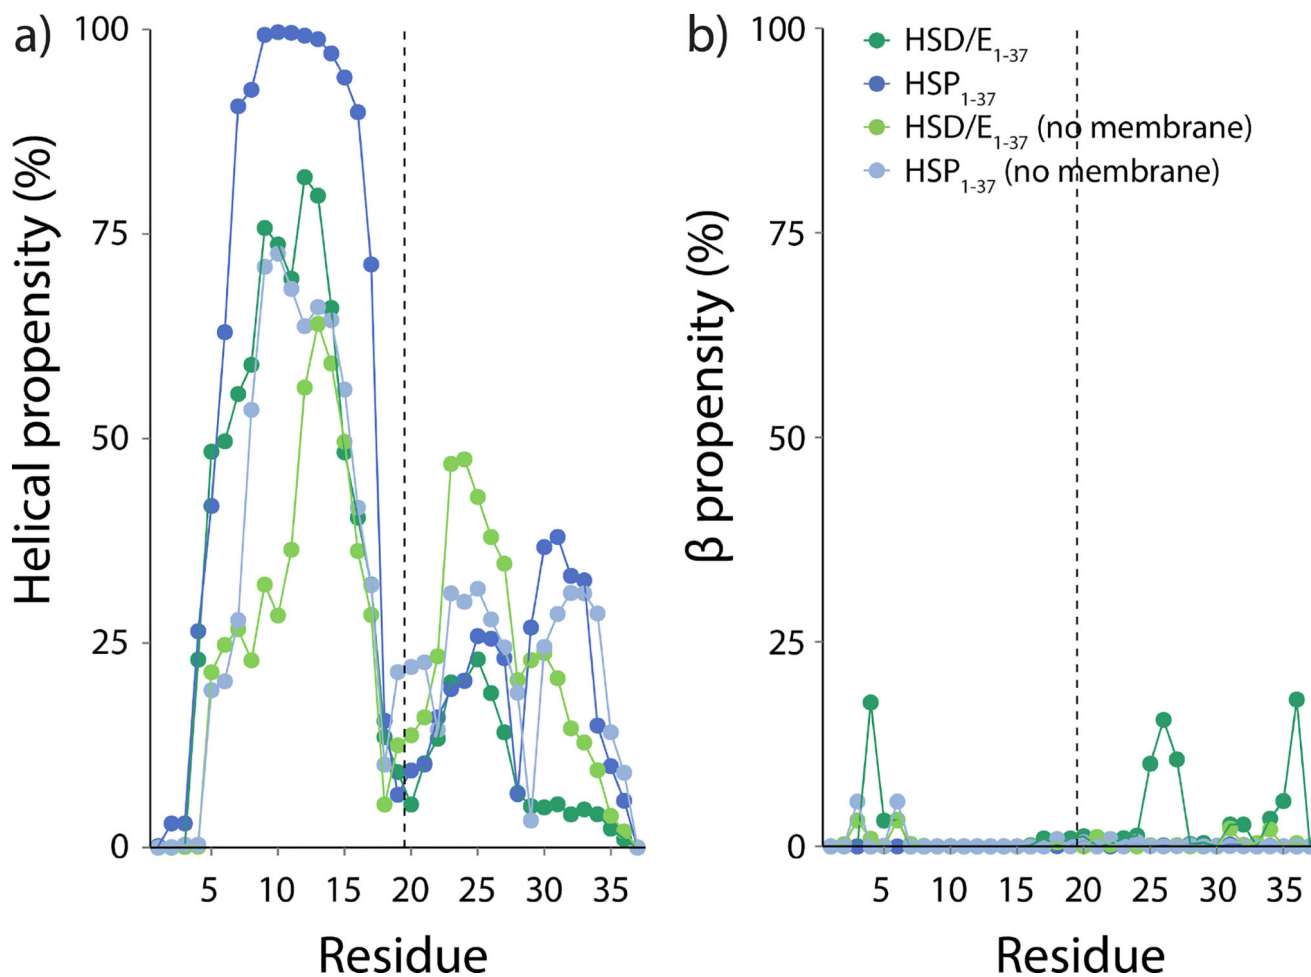 a)
Helical propensity (%)
100
75
50
25
0
5 10 15 20 25 30 35
Residue
b)
β propensity (%)
100
75
50
25
0
HSD/E1-37
HSP1-37
HSD/E1-37 (no membrane)
HSP1-37 (no membrane)
5 10 15 20 25 30 35
Residue